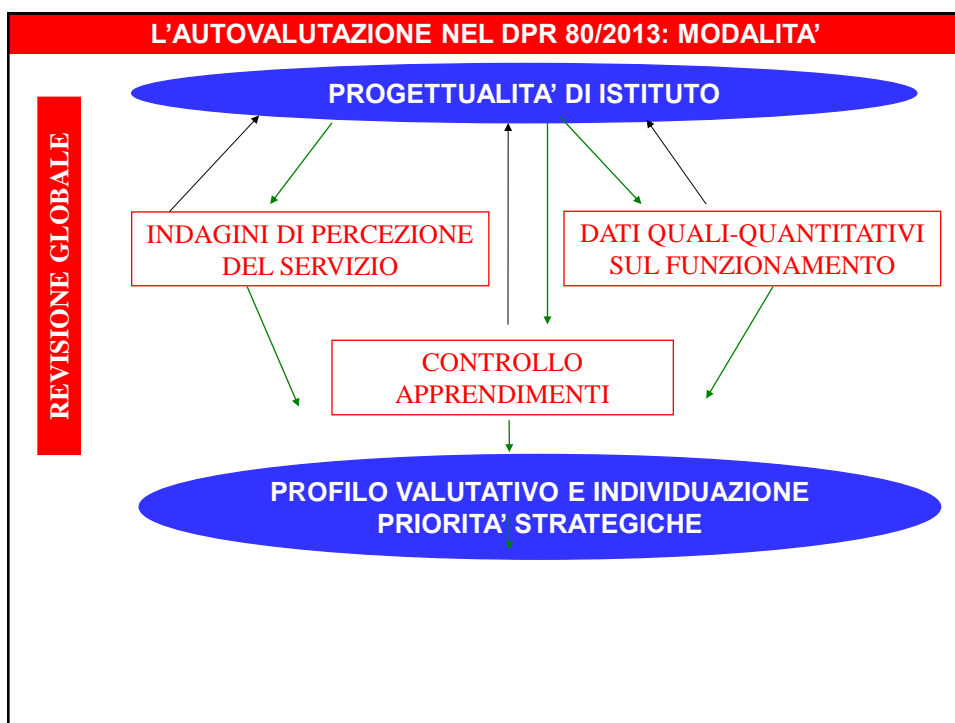 L’AUTOVALUTAZIONE NEL DPR 80/2013: MODALITA’
PROGETTUALITA’ DI ISTITUTO
REVISIONE GLOBALE
INDAGINI DI PERCEZIONE
DEL SERVIZIO
DATI QUALI-QUANTITATIVI
SUL FUNZIONAMENTO
CONTROLLO
APPRENDIMENTI
PROFILO VALUTATIVO E INDIVIDUAZIONE
PRIORITA’ STRATEGICHE